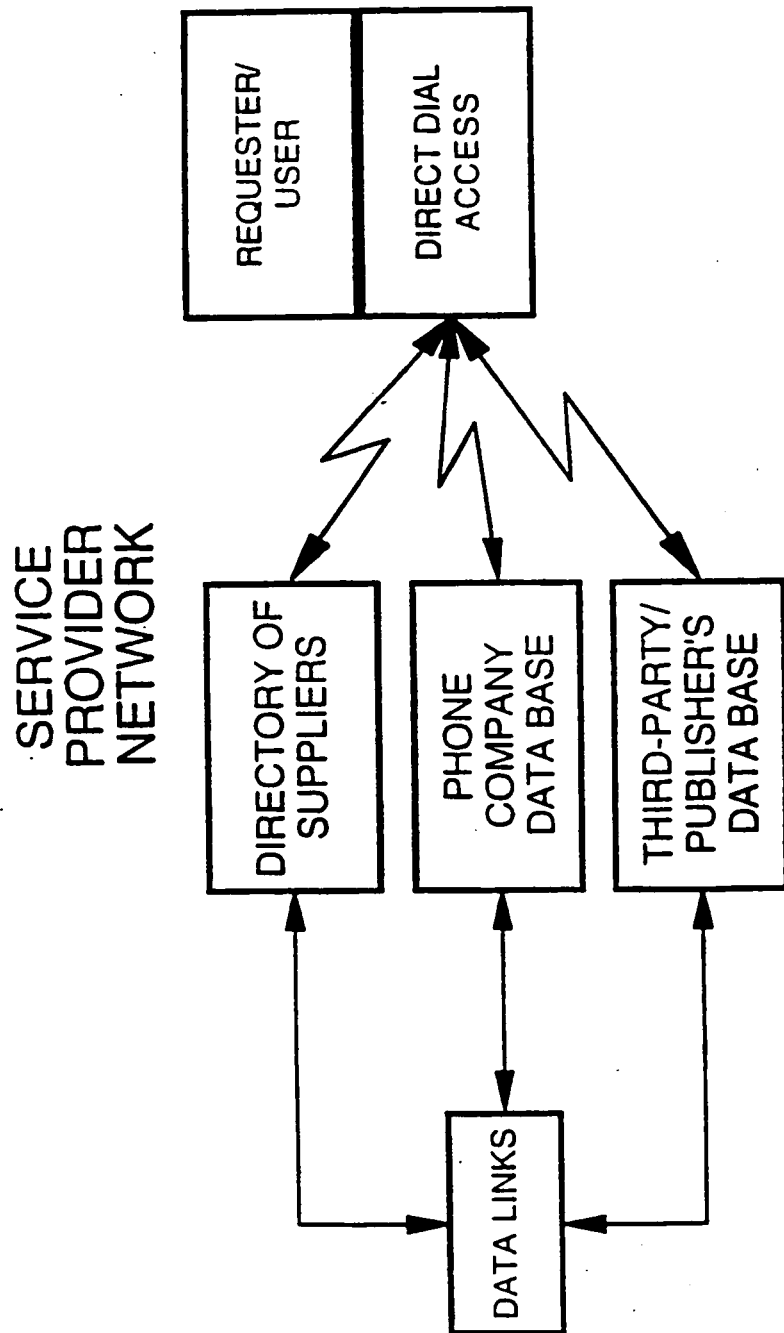 SERVICE
PROVIDER
NETWORK
REQUESTER/
USER
DIRECT DIAL
ACCESS
DIRECTORY OF
SUPPLIERS
PHONE
COMPANY
DATA BASE
THIRD-PARTY/
PUBLISHER'S
DATA BASE
DATA LINKS